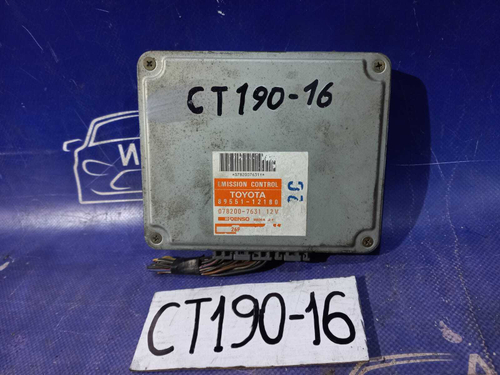 CT190-16
EMISSION CONTROL
TOYOTA
89561-12180
078200-7631 12V
DENSO
CT190-16